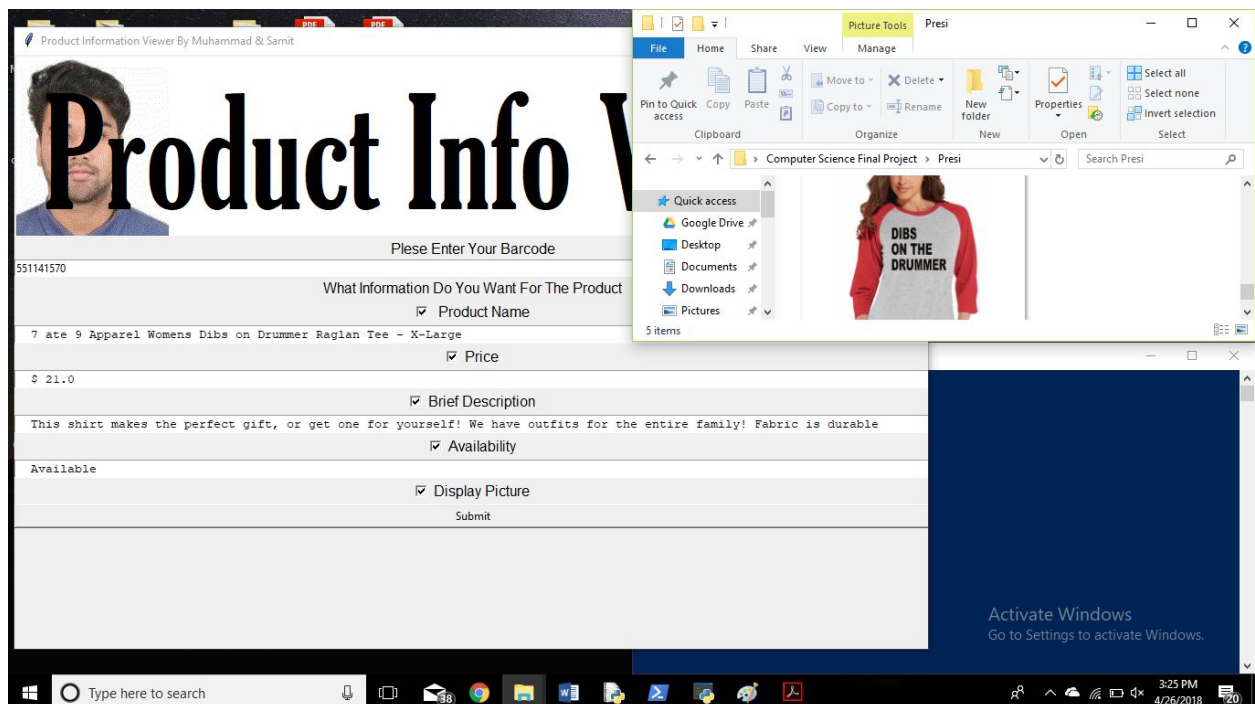 PDF PDF
Product Information Viewer By Muhammad & Samit
Product Info
Plese Enter Your Barcode
551141570
What Information Do You Want For The Product
Product Name
7 ate 9 Apparel Womens Dibs on Drummer Raglan Tee - X-Large
Price
$ 21.0
Brief Description
This shirt makes the perfect gift, or get one for yourself! We have outfits for the entire family! Fabric is durable
Availability
Available
Display Picture
Submit
Picture Tools Presi
File Home Share View Manage
Pin to Quick access
Copy
Paste
Clipboard
Move to
Copy to
Delete
Rename
Organize
New folder
New
Properties
Open
Select all
Select none
Invert selection
Select
Computer Science Final Project > Presi
Search Presi
Quick access
Google Drive
Desktop
Documents
Downloads
Pictures
5 items
DIBS
ON THE
DRUMMER
Activate Windows
Go to Settings to activate Windows.
Type here to search
38
3:25 PM
4/26/2018
20